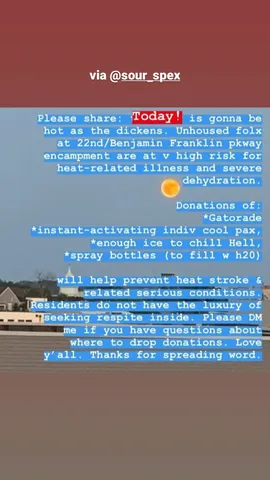 via @sour_spex
Please share: Today! is gonna be
hot as the dickens. Unhoused folx
at 22nd/Benjamin Franklin pkway
encampment are at v high risk for
heat-related illness and severe
dehydration.
Donations of:
*Gatorade
*instant-activating indiv cool pax,
*enough ice to chill Hell,
*spray bottles (to fill w h20)
will help prevent heat stroke &
related serious conditions.
Residents do not have the luxury of
seeking respite inside. Please DM
me if you have questions about
where to drop donations. Love
y'all. Thanks for spreading word.